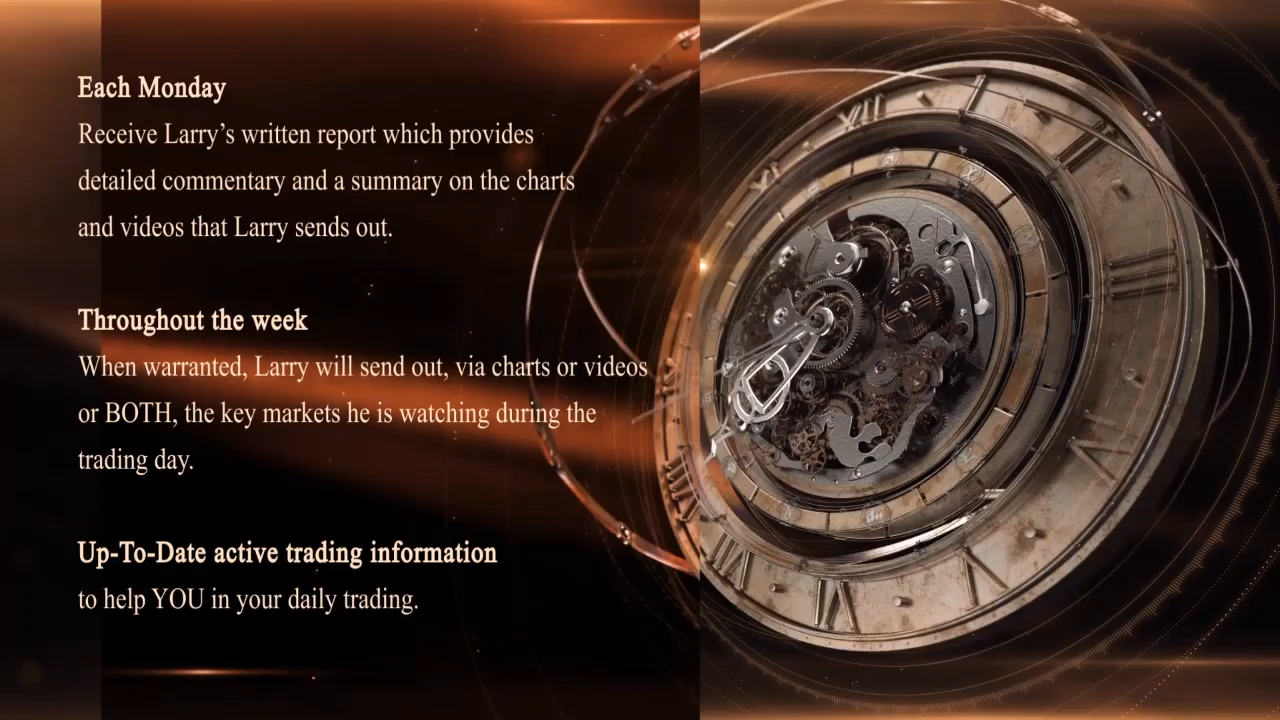 Each Monday
Receive Larry’s written report which provides
detailed commentary and a summary on the charts
and videos that Larry sends out.
Throughout the week
When warranted, Larry will send out, via charts or videos
or BOTH, the key markets he is watching during the
trading day.
Up-To-Date active trading information
to help YOU in your daily trading.